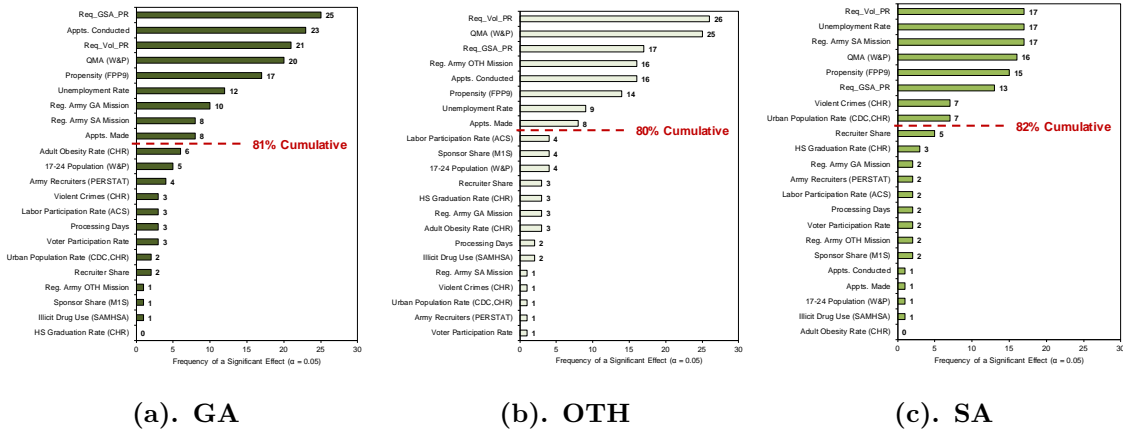 Req_GSA_PR 25
Appts. Conducted 23
Req_Vol_PR 21
QMA (W&P) 20
Propensity (FPP9) 17
Unemployment Rate 12
Reg. Army GA Mission 10
Reg. Army SA Mission 8
Appts. Made 8
81% Cumulative
Adult Obesity Rate (CHR) 6
17-24 Population (W&P) 5
Army Recruiters (PERSTAT) 4
Violent Crimes (CHR) 3
Labor Participation Rate (ACS) 3
Processing Days 3
Voter Participation Rate 3
Urban Population Rate (CDC,CHR) 2
Recruiter Share 2
Reg. Army OTH Mission 1
Sponsor Share (M1S) 1
Illicit Drug Use (SAMHSA) 1
HS Graduation Rate (CHR) 0
0 5 10 15 20 25 30
Frequency of a Significant Effect (α = 0.05)
(a). GA
Req_Vol_PR 26
QMA (W&P) 25
Req_GSA_PR 17
Reg. Army OTH Mission 16
Appts. Conducted 16
Propensity (FPP9) 14
Unemployment Rate 9
Appts. Made 8
80% Cumulative
Labor Participation Rate (ACS) 4
Sponsor Share (M1S) 4
17-24 Population (W&P) 4
Recruiter Share 3
HS Graduation Rate (CHR) 3
Reg. Army GA Mission 3
Adult Obesity Rate (CHR) 3
Processing Days 2
Illicit Drug Use (SAMHSA) 2
Reg. Army SA Mission 1
Violent Crimes (CHR) 1
Urban Population Rate (CDC,CHR) 1
Army Recruiters (PERSTAT) 1
Voter Participation Rate 1
0 5 10 15 20 25 30
Frequency of a Significant Effect (α = 0.05)
(b). OTH
Req_Vol_PR 17
Unemployment Rate 17
Reg. Army SA Mission 17
QMA (W&P) 16
Propensity (FPP9) 15
Req_GSA_PR 13
Violent Crimes (CHR) 7
Urban Population Rate (CDC,CHR) 7
82% Cumulative
Recruiter Share 5
HS Graduation Rate (CHR) 3
Reg. Army GA Mission 2
Army Recruiters (PERSTAT) 2
Labor Participation Rate (ACS) 2
Processing Days 2
Voter Participation Rate 2
Reg. Army OTH Mission 2
Sponsor Share (M1S) 2
Appts. Conducted 1
Appts. Made 1
17-24 Population (W&P) 1
Illicit Drug Use (SAMHSA) 1
Adult Obesity Rate (CHR) 0
0 5 10 15 20 25 30
Frequency of a Significant Effect (α = 0.05)
(c). SA